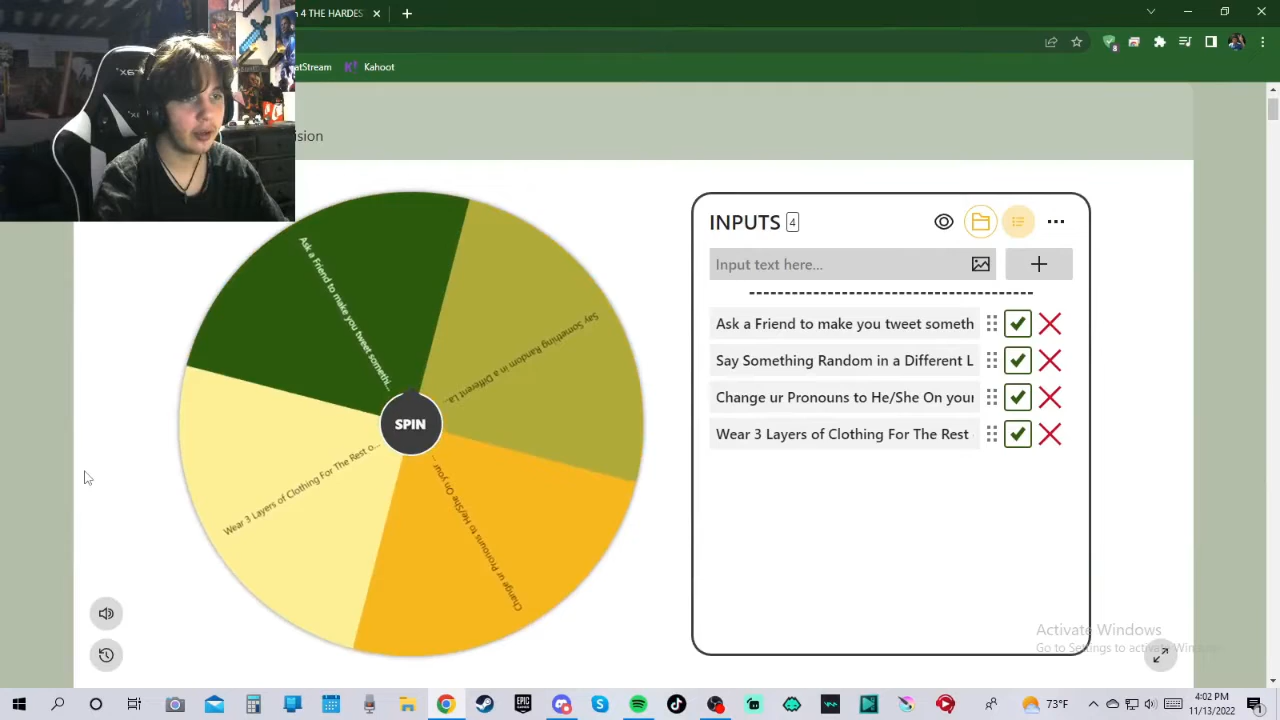 4 THE HARDES
atStream
Kahoot
ision
Ask a Friend to make you tweet somethi...
Say Something Random in a Different La...
Wear 3 Layers of Clothing For The Rest o...
Change ur Pronouns to He/She On your ...
SPIN
INPUTS 4
Input text here...
Ask a Friend to make you tweet someth
Say Something Random in a Different L
Change ur Pronouns to He/She On your
Wear 3 Layers of Clothing For The Rest
Activate Windows
Go to Settings to activate Windows.
73°F
4:02 PM
11/13/2022